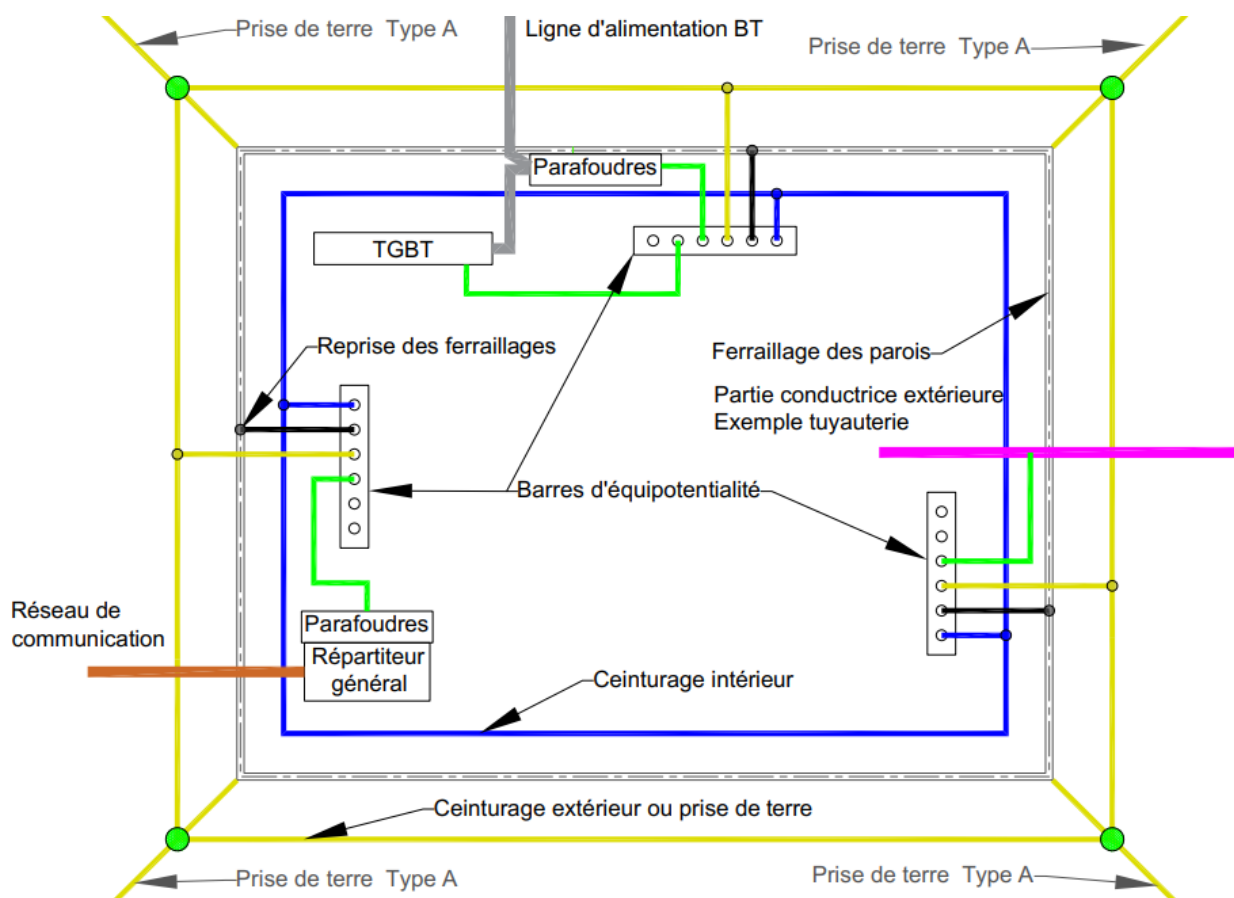 Prise de terre  Type A
Ligne d'alimentation BT
Prise de terre  Type A
Parafoudres
TGBT
Reprise des ferraillages
Ferraillage des parois
Partie conductrice extérieure
Exemple tuyauterie
Barres d'équipotentialité
Réseau de
communication
Parafoudres
Répartiteur
général
Ceinturage intérieur
Ceinturage extérieur ou prise de terre
Prise de terre  Type A
Prise de terre  Type A